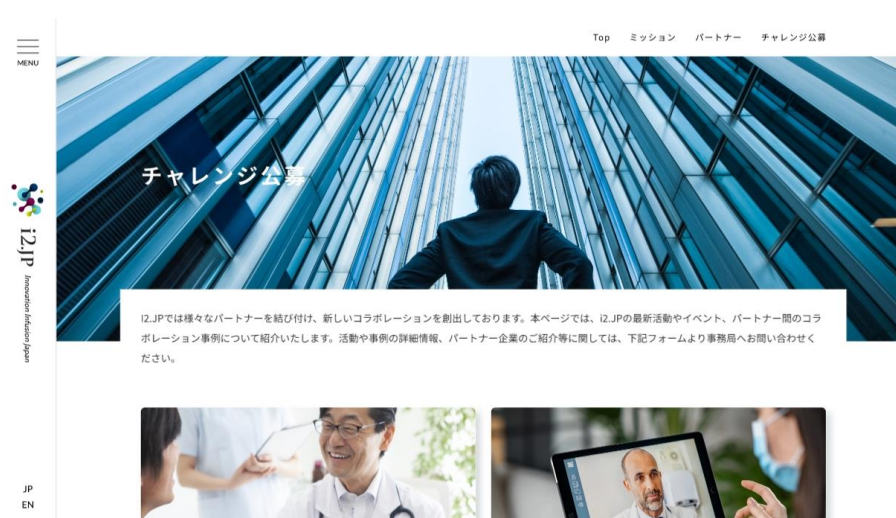 Top ミッション パートナー チャレンジ公募
MENU
チャレンジ公募
i2.JP Innovation Infusion Japan
i2.JPでは様々なパートナーを結び付け、新しいコラボレーションを創出しております。本ページでは、i2.JPの最新活動やイベント、パートナー間のコラ
ボレーション事例について紹介いたします。活動や事例の詳細情報、パートナー企業のご紹介等に関しては、下記フォームより事務局へお問い合わせく
ださい。
JP
EN